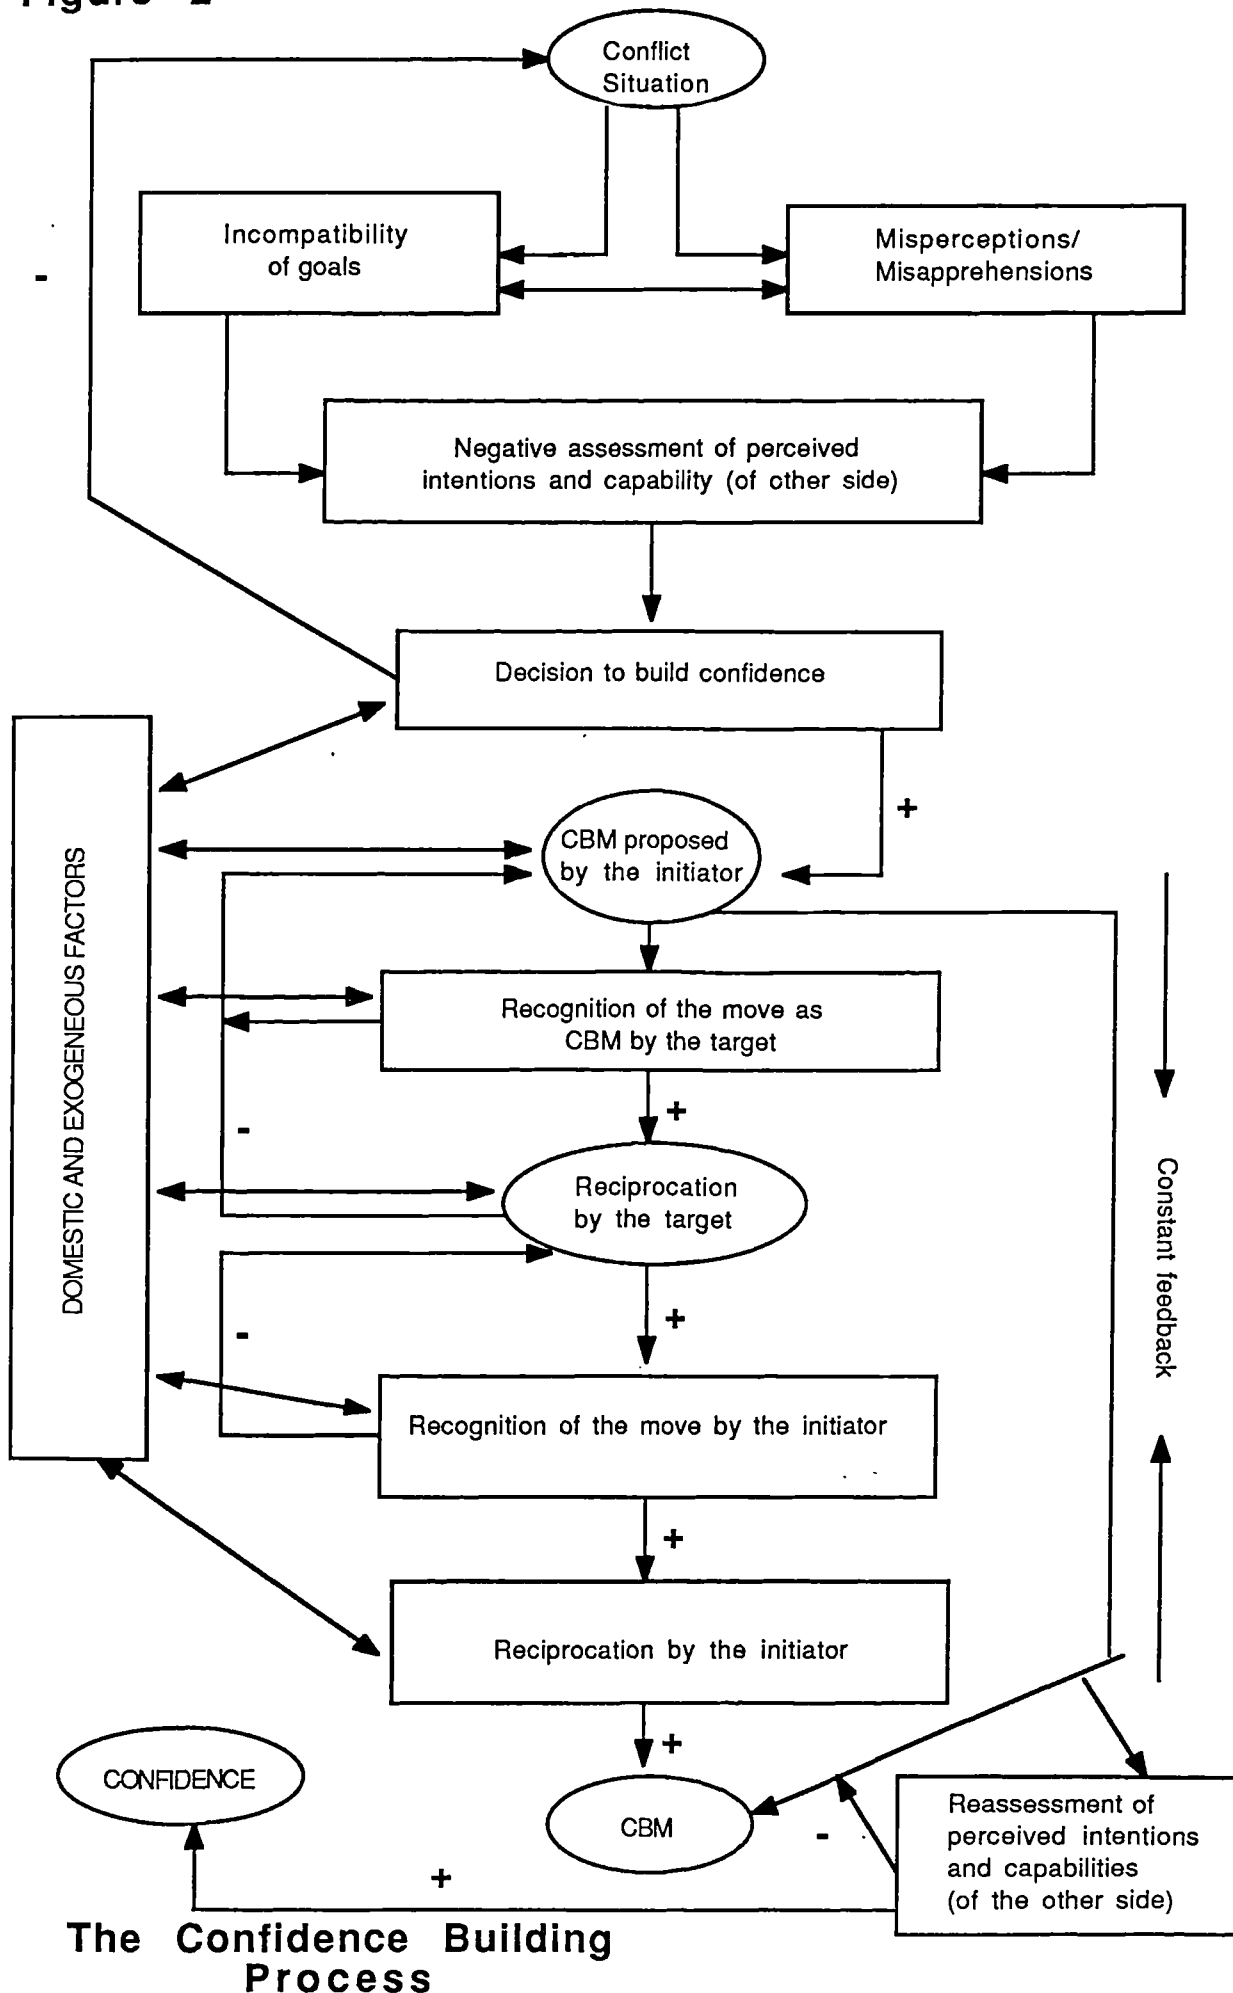 Figure 2
Conflict
Situation
Incompatibility
of goals
Misperceptions/
Misapprehensions
-
Negative assessment of perceived
intentions and capability (of other side)
Decision to build confidence
+
DOMESTIC AND EXOGENEOUS FACTORS
CBM proposed
by the initiator
Recognition of the move as
CBM by the target
+
-
Reciprocation
by the target
Constant feedback
+
-
Recognition of the move by the initiator
+
Reciprocation by the initiator
+
CONFIDENCE
CBM
-
Reassessment of
perceived intentions
and capabilities
(of the other side)
+
The Confidence Building
Process